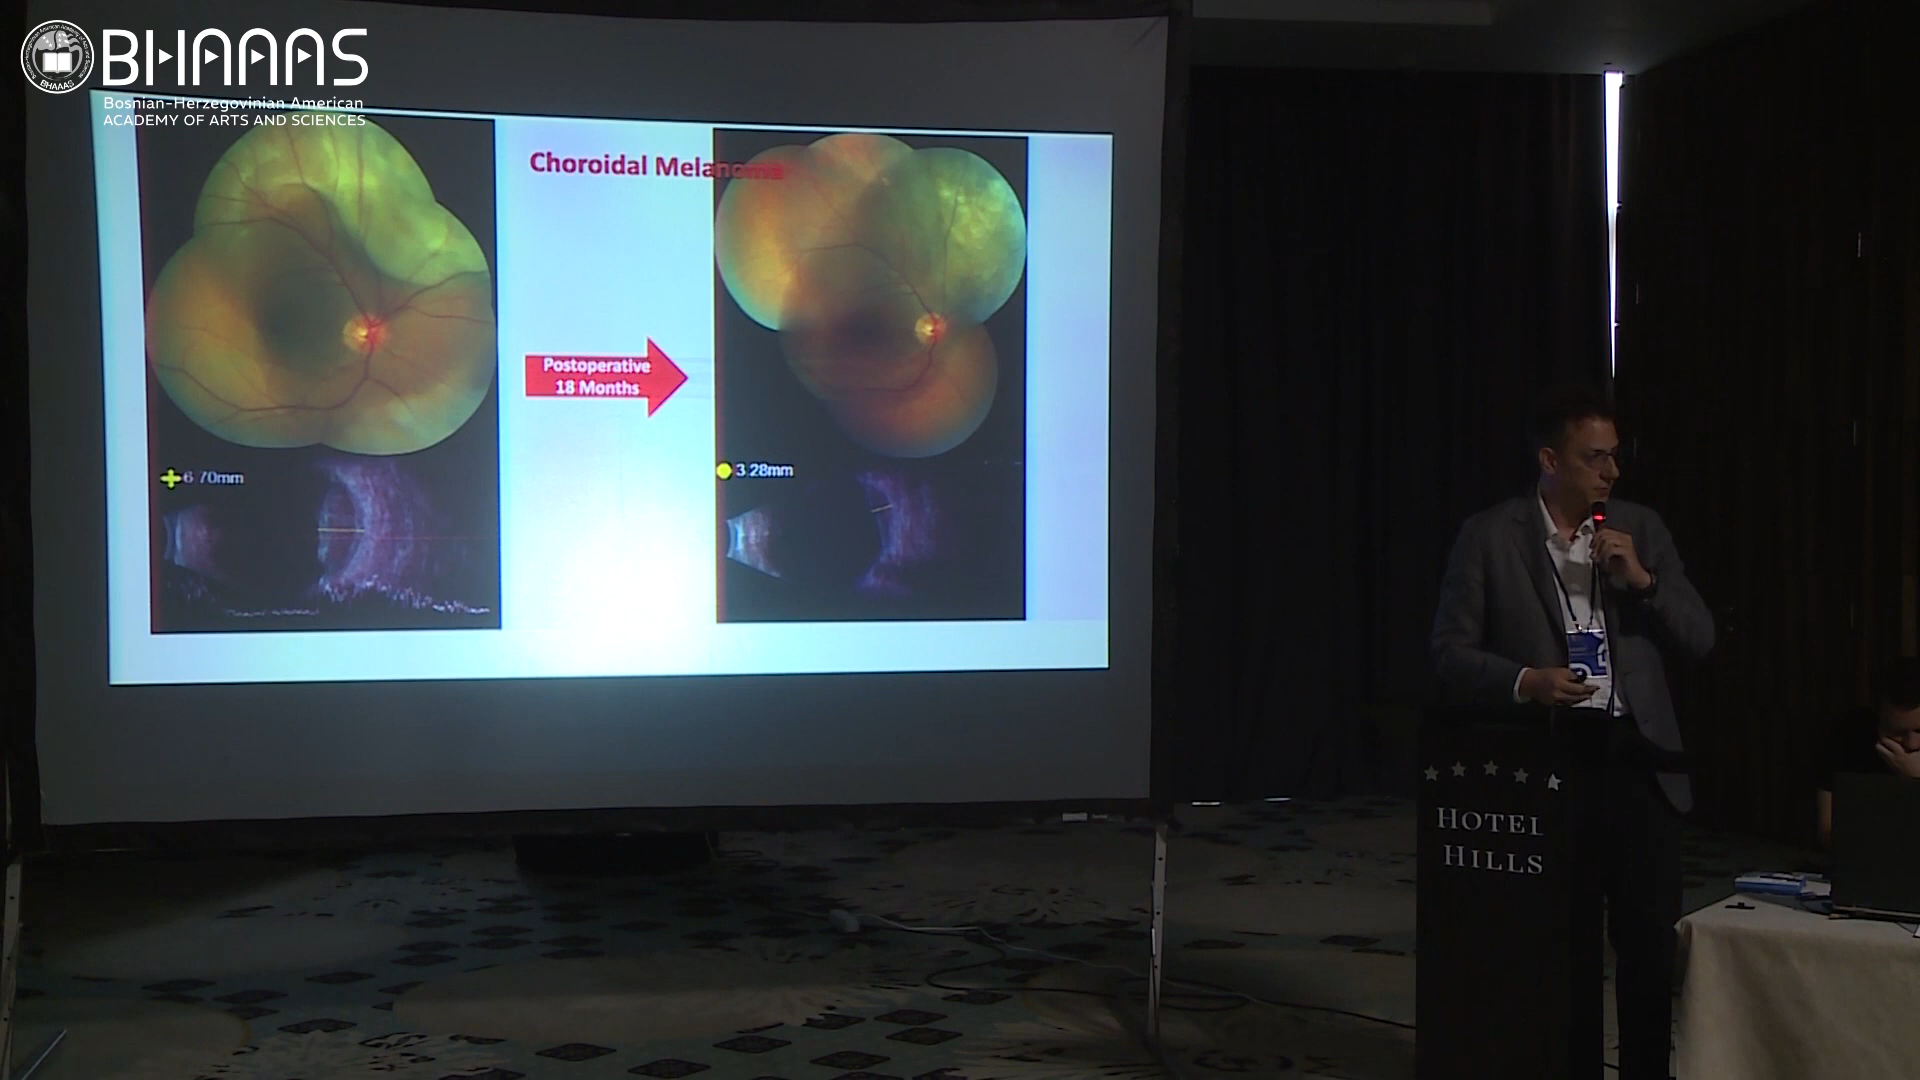 BHAAAS
Bosnian-Herzegovinian American
ACADEMY OF ARTS AND SCIENCES
Choroidal Melanoma
Postoperative
18 Months
6.70mm
3.28mm
HOTEL
HILLS